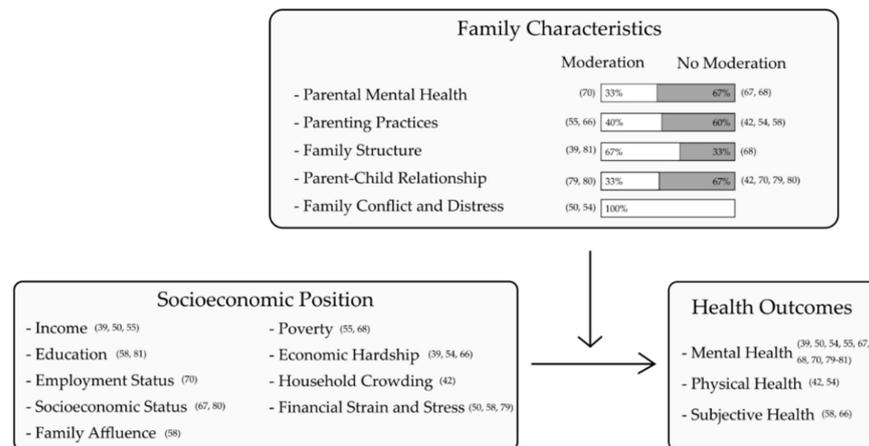 Family Characteristics
Moderation No Moderation
- Parental Mental Health (70) 33% 67% (67, 68)
- Parenting Practices (55, 66) 40% 60% (42, 54, 58)
- Family Structure (39, 81) 67% 33% (68)
- Parent-Child Relationship (79, 80) 33% 67% (42, 70, 79, 80)
- Family Conflict and Distress (50, 54) 100%
Socioeconomic Position
- Income (39, 50, 55)
- Education (58, 81)
- Employment Status (70)
- Socioeconomic Status (67, 80)
- Family Affluence (58)
- Poverty (55, 68)
- Economic Hardship (39, 54, 66)
- Household Crowding (42)
- Financial Strain and Stress (50, 58, 79)
Health Outcomes
- Mental Health (39, 50, 54, 55, 67,
68, 70, 79-81)
- Physical Health (42, 54)
- Subjective Health (58, 66)